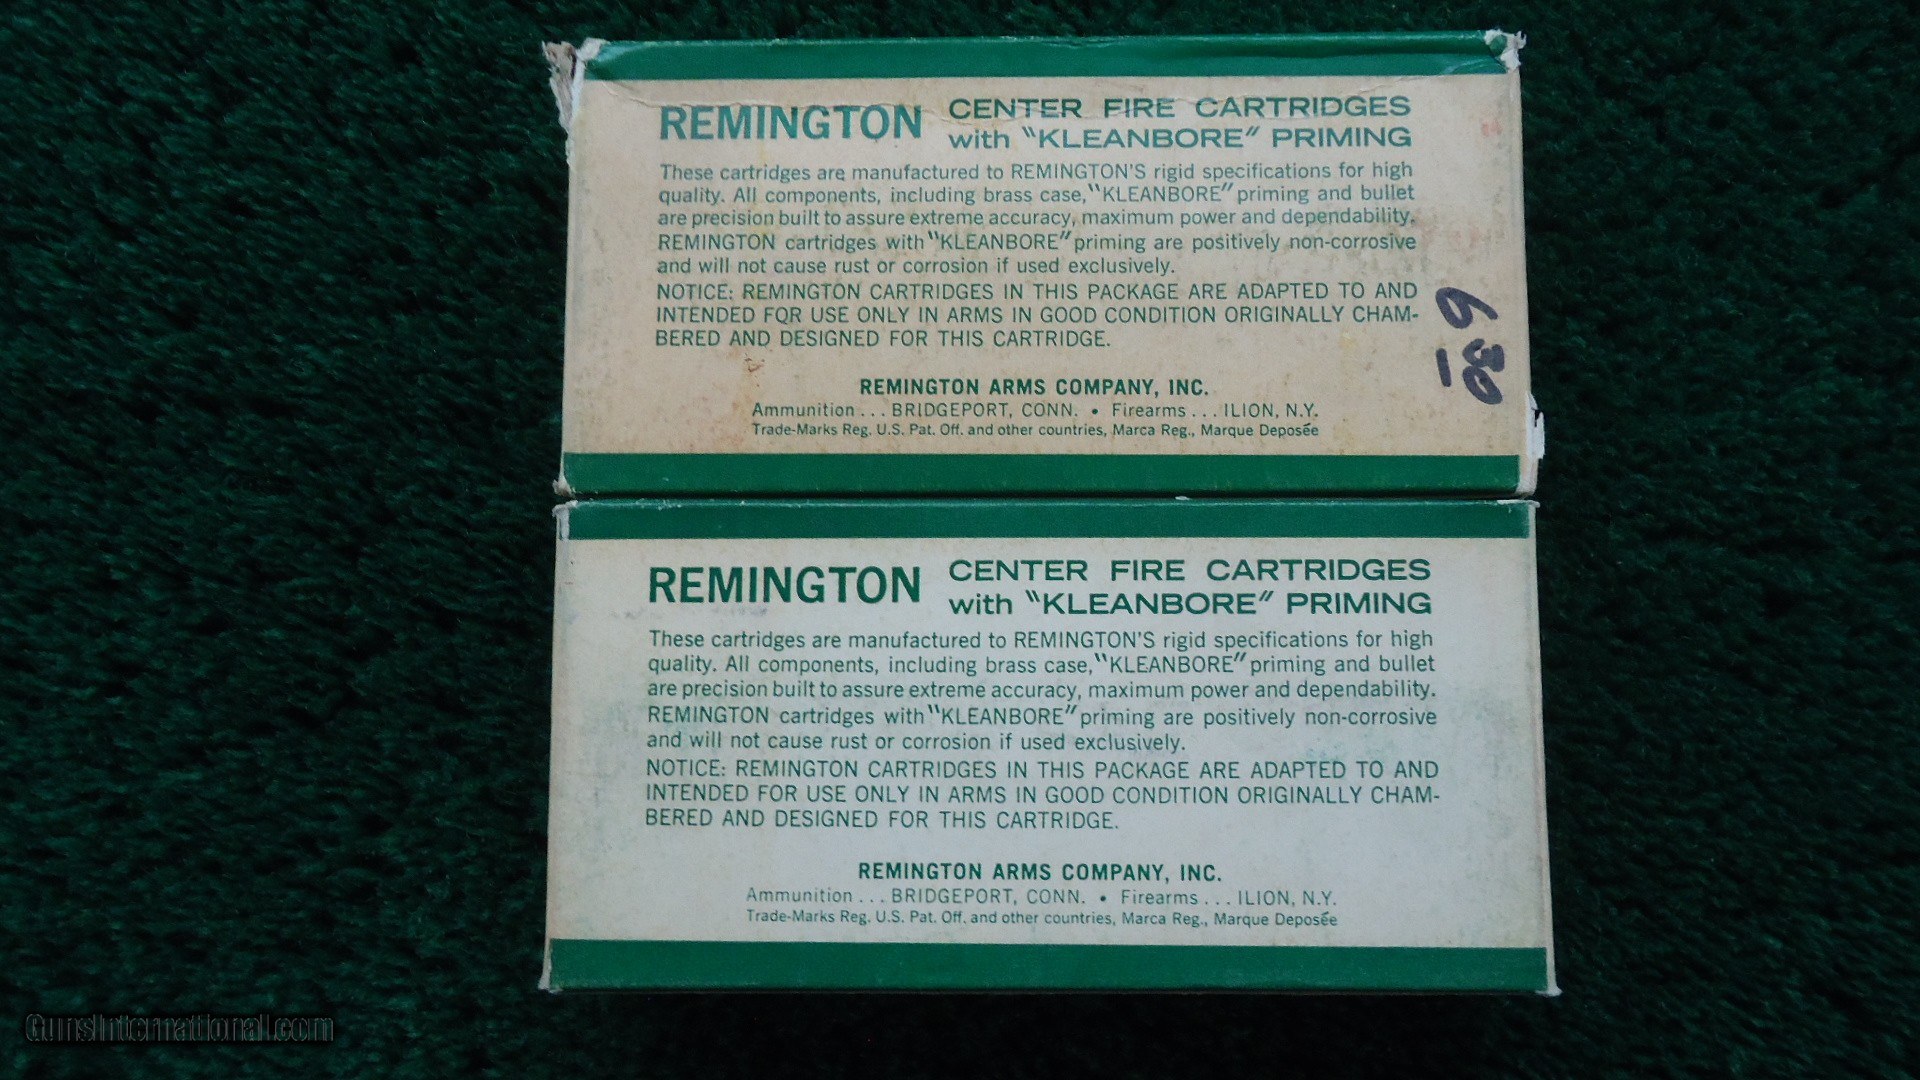 REMINGTON CENTER FIRE CARTRIDGES
with "KLEANBORE" PRIMING
These cartridges are manufactured to REMINGTON'S rigid specifications for high
quality. All components, including brass case, "KLEANBORE" priming and bullet
are precision built to assure extreme accuracy, maximum power and dependability.
REMINGTON cartridges with "KLEANBORE" priming are positively non-corrosive
and will not cause rust or corrosion if used exclusively.
NOTICE: REMINGTON CARTRIDGES IN THIS PACKAGE ARE ADAPTED TO AND
INTENDED FOR USE ONLY IN ARMS IN GOOD CONDITION ORIGINALLY CHAM-
BERED AND DESIGNED FOR THIS CARTRIDGE.
6 30
REMINGTON ARMS COMPANY, INC.
Ammunition . . . BRIDGEPORT, CONN. • Firearms . . . ILION, N.Y.
Trade-Marks Reg. U.S. Pat. Off. and other countries, Marca Reg., Marque Deposée
REMINGTON CENTER FIRE CARTRIDGES
with "KLEANBORE" PRIMING
These cartridges are manufactured to REMINGTON'S rigid specifications for high
quality. All components, including brass case, "KLEANBORE" priming and bullet
are precision built to assure extreme accuracy, maximum power and dependability.
REMINGTON cartridges with "KLEANBORE" priming are positively non-corrosive
and will not cause rust or corrosion if used exclusively.
NOTICE: REMINGTON CARTRIDGES IN THIS PACKAGE ARE ADAPTED TO AND
INTENDED FOR USE ONLY IN ARMS IN GOOD CONDITION ORIGINALLY CHAM-
BERED AND DESIGNED FOR THIS CARTRIDGE.
REMINGTON ARMS COMPANY, INC.
Ammunition . . . BRIDGEPORT, CONN. • Firearms . . . ILION, N.Y.
Trade-Marks Reg. U.S. Pat. Off. and other countries, Marca Reg., Marque Deposée
GunsInternational.com